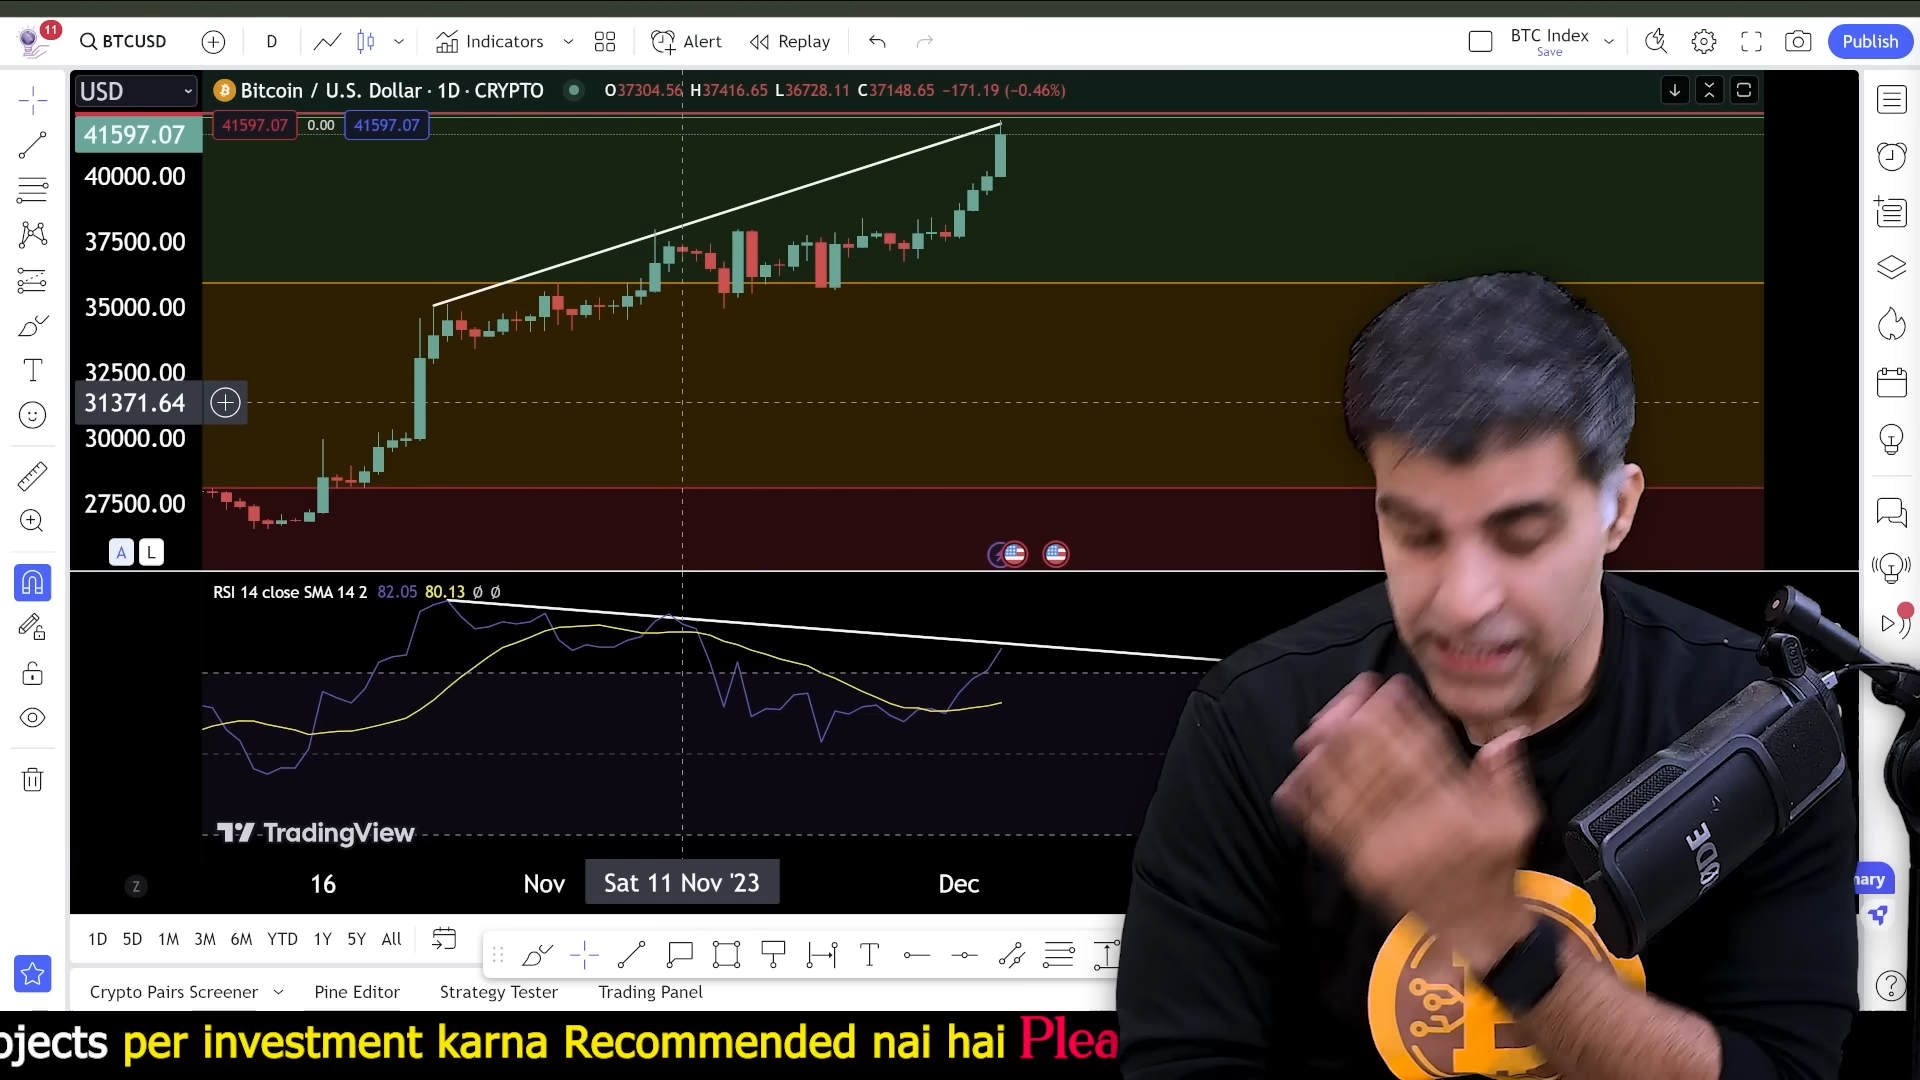 11
BTCUSD
D
Indicators
Alert
Replay
BTC Index
Save
Publish
USD
Bitcoin / U.S. Dollar · 1D · CRYPTO
O37304.56 H37416.65 L36728.11 C37148.65 −171.19 (−0.46%)
41597.07
41597.07 0.00 41597.07
40000.00
37500.00
35000.00
32500.00
31371.64
30000.00
27500.00
A L
RSI 14 close SMA 14 2 82.05 80.13 ∅ ∅
TradingView
Z
16
Nov
Sat 11 Nov '23
Dec
1D 5D 1M 3M 6M YTD 1Y 5Y All
Crypto Pairs Screener
Pine Editor
Strategy Tester
Trading Panel
per investment karna Recommended nai hai